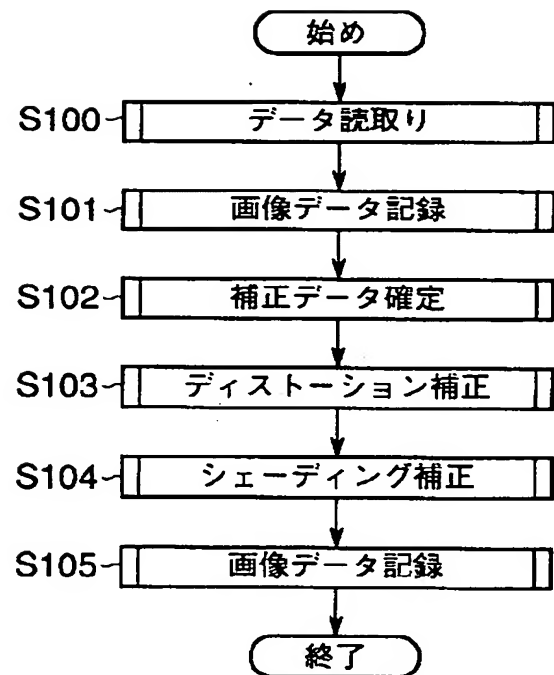 始め
S100 データ読取り
S101 画像データ記録
S102 補正データ確定
S103 ディストーション補正
S104 シェーディング補正
S105 画像データ記録
終了